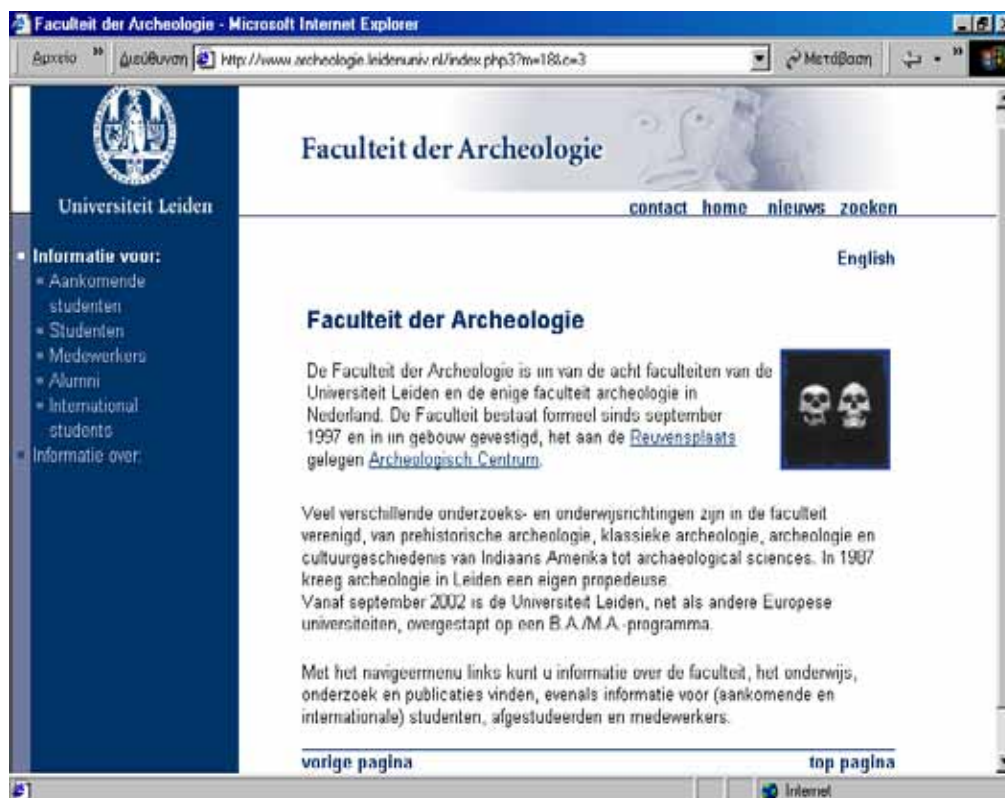 Faculteit der Archeologie - Microsoft Internet Explorer
Αρχείο » Διεύθυνση http://www.archeologie.leidenuniv.nl/index.php3?m=18&c=3 Μετάβαση »
Universiteit Leiden
Faculteit der Archeologie
contact home nieuws zoeken
Informatie voor:
Aankomende
studenten
Studenten
Medewerkers
Alumni
International
students
Informatie over:
English
Faculteit der Archeologie
De Faculteit der Archeologie is ιιn van de acht faculteiten van de
Universiteit Leiden en de enige faculteit archeologie in
Nederland. De Faculteit bestaat formeel sinds september
1997 en in ιιn gebouw gevestigd, het aan de Reuvensplaats
gelegen Archeologisch Centrum.
Veel verschillende onderzoeks- en onderwijsrichtingen zijn in de faculteit
verenigd, van prehistorische archeologie, klassieke archeologie, archeologie en
cultuurgeschiedenis van Indiaans Amerika tot archaeological sciences. In 1987
kreeg archeologie in Leiden een eigen propedeuse.
Vanaf september 2002 is de Universiteit Leiden, net als andere Europese
universiteiten, overgestapt op een B.A./M.A.-programma.
Met het navigeermenu links kunt u informatie over de faculteit, het onderwijs,
onderzoek en publicaties vinden, evenals informatie voor (aankomende en
internationale) studenten, afgestudeerden en medewerkers.
vorige pagina top pagina
Internet